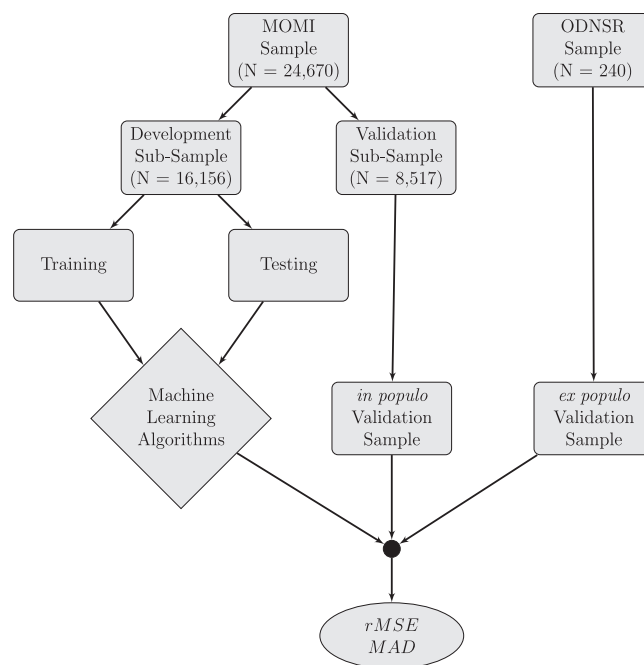 MOMI
Sample
(N = 24,670)
ODNSR
Sample
(N = 240)
Development
Sub-Sample
(N = 16,156)
Validation
Sub-Sample
(N = 8,517)
Training
Testing
Machine
Learning
Algorithms
in populo
Validation
Sample
ex populo
Validation
Sample
rMSE
MAD